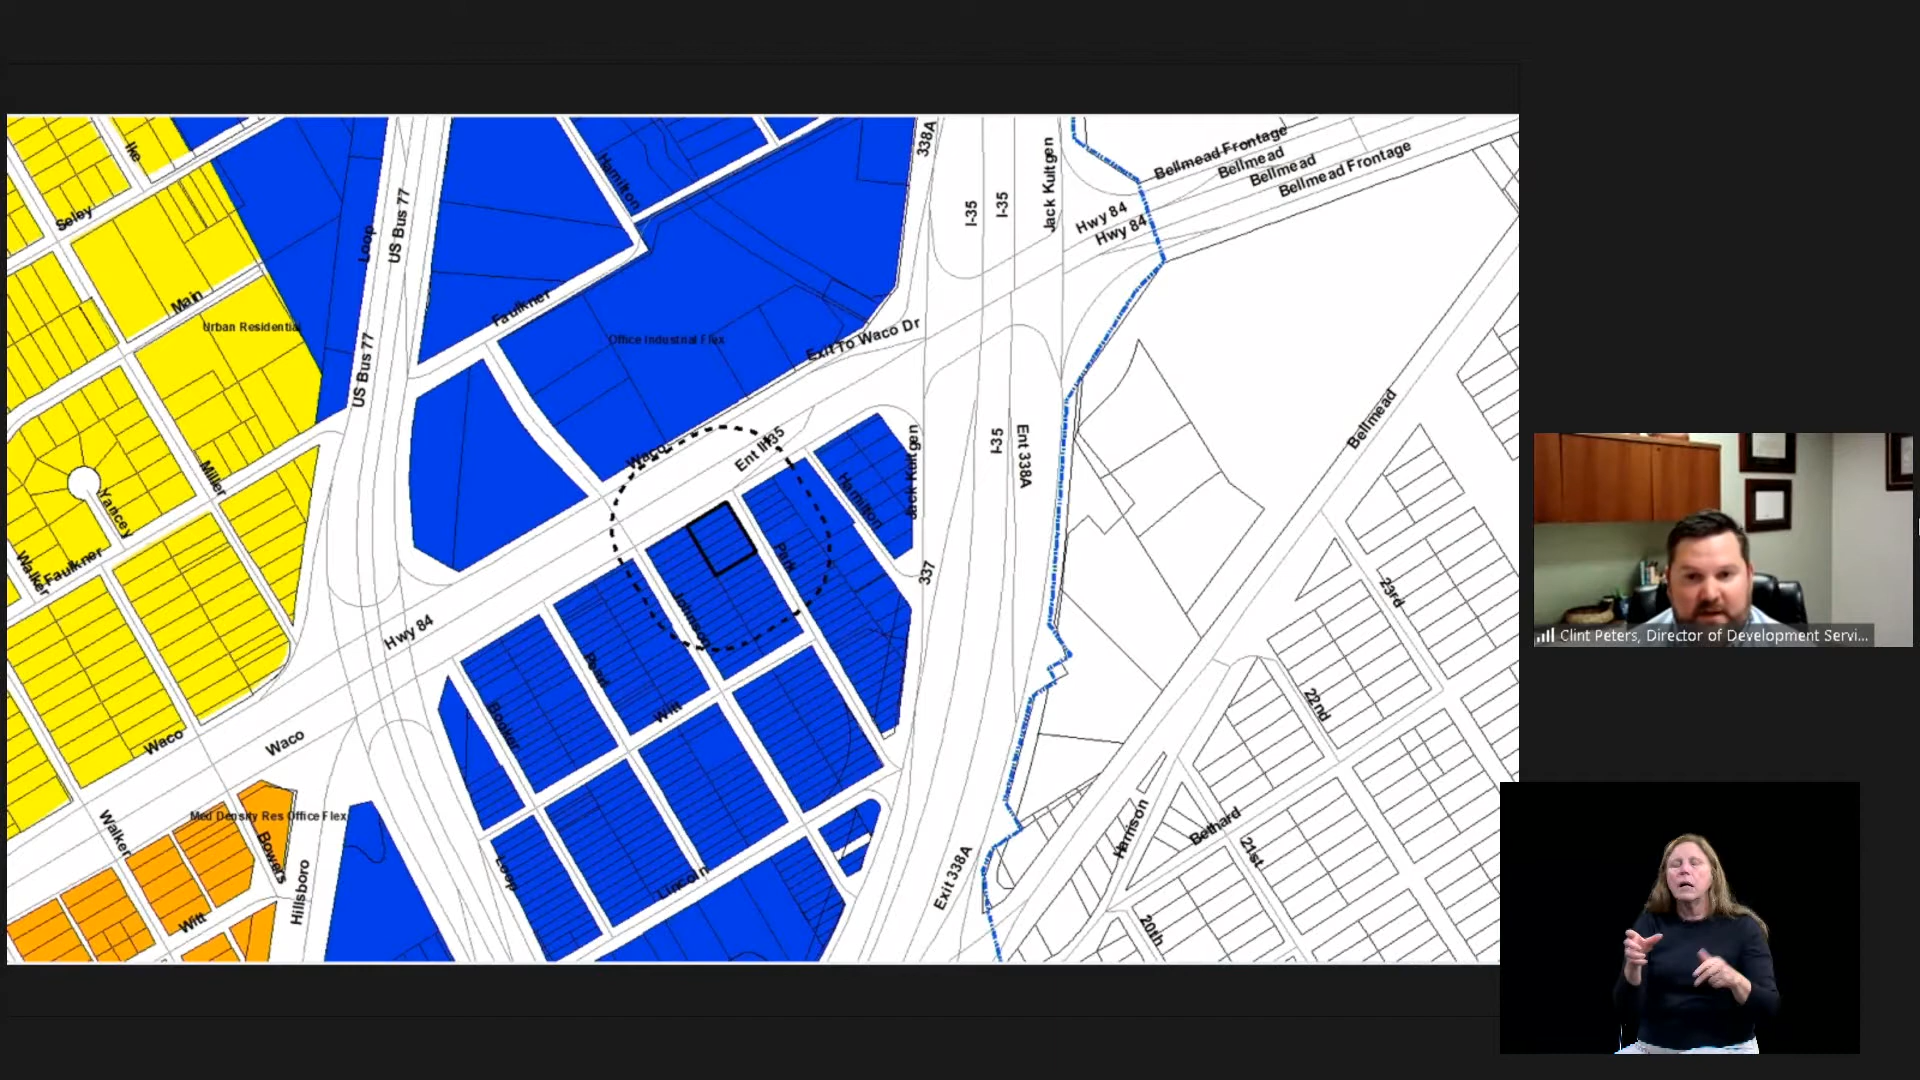 Ike
Seley
Main
Urban Residential
Loop
US Bus 77
US Bus 77
Hamilton
Faulkner
Office Industrial Flex
Exit To Waco Dr
338A
I-35
I-35
Jack Kultgen
Bellmead Frontage
Bellmead
Bellmead
Bellmead Frontage
Hwy 84
Hwy 84
Waco
Ent I-35
Hamilton
Jack Kultgen
I-35
Ent 338A
Bellmead
Miller
Yancey
Walker
Faulkner
Park
337
23rd
Hwy 84
Johnson
Booker
Witt
22nd
Waco
Waco
Med Density Res Office Flex
Walker
Bowers
Hillsboro
Witt
Loop
Lincoln
Exit 338A
Harrison
Bethard
21st
20th
Clint Peters, Director of Development Servi...